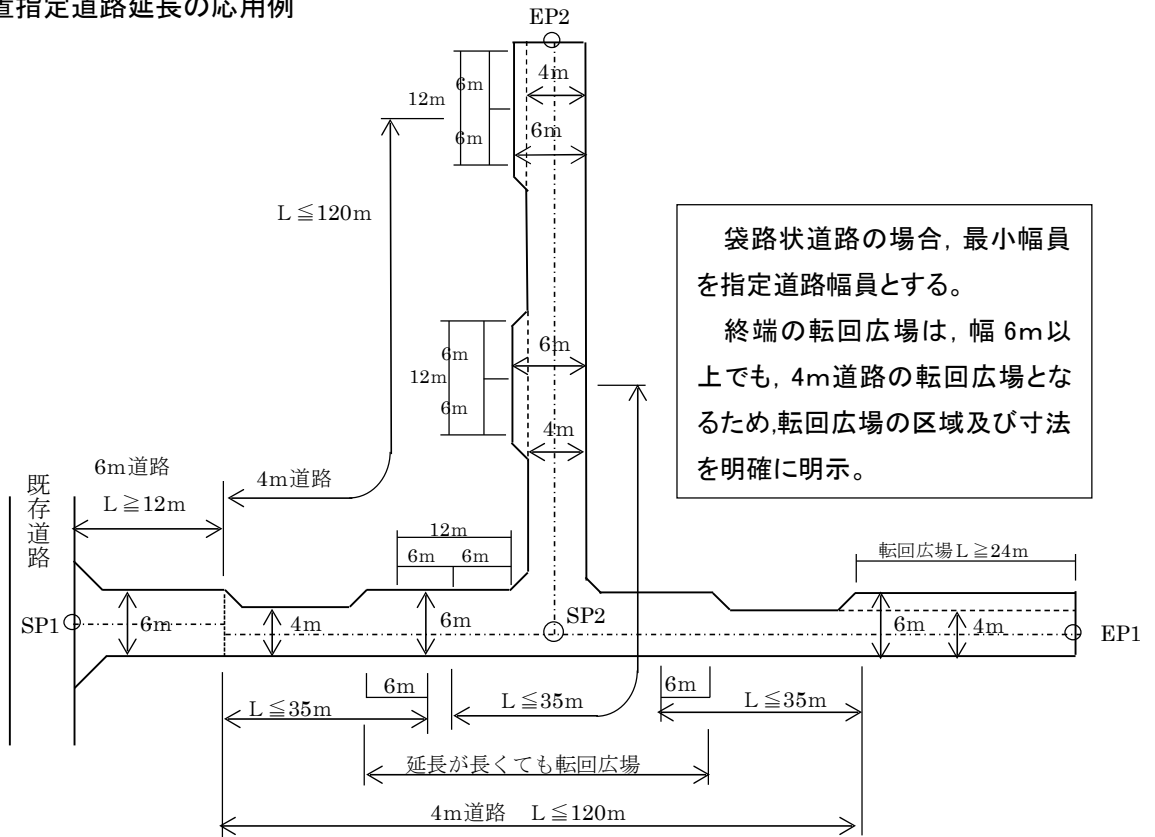 置指定道路延長の応用例
EP2
6m
4m
12m
6m
6m
L≦120m
袋路状道路の場合，最小幅員
を指定道路幅員とする。
終端の転回広場は，幅 6m以
上でも，4m道路の転回広場とな
るため,転回広場の区域及び寸法
を明確に明示。
6m
6m
12m
6m
4m
6m道路
4m道路
既存道路
L≧12m
12m
6m
6m
転回広場L≧24m
SP1
6m
4m
6m
SP2
6m
4m
EP1
6m
6m
L≦35m
L≦35m
L≦35m
延長が長くても転回広場
4m道路　L≦120m